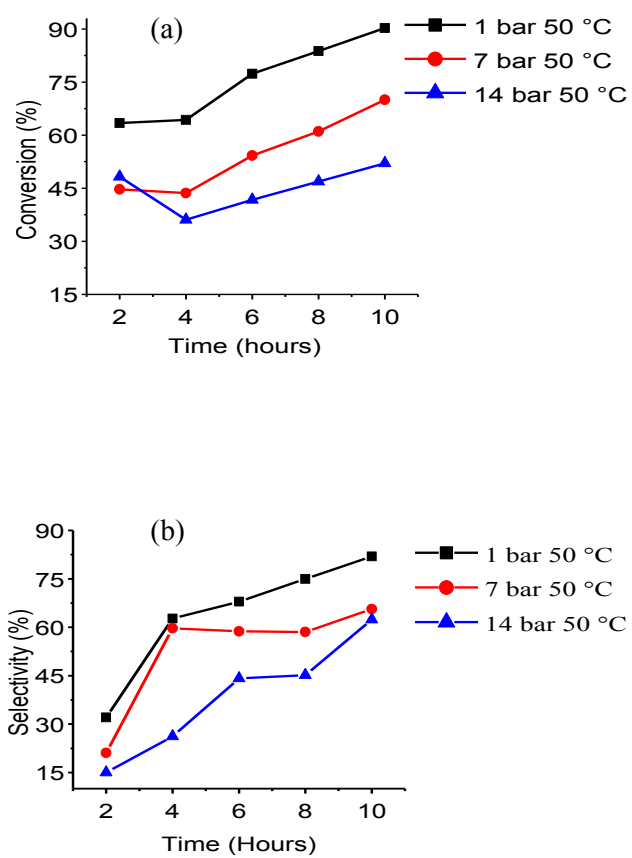 (a)
1 bar 50 °C
7 bar 50 °C
14 bar 50 °C
90
75
60
45
30
15
Conversion (%)
2 4 6 8 10
Time (hours)
(b)
1 bar 50 °C
7 bar 50 °C
14 bar 50 °C
90
75
60
45
30
15
Selectivity (%)
2 4 6 8 10
Time (Hours)